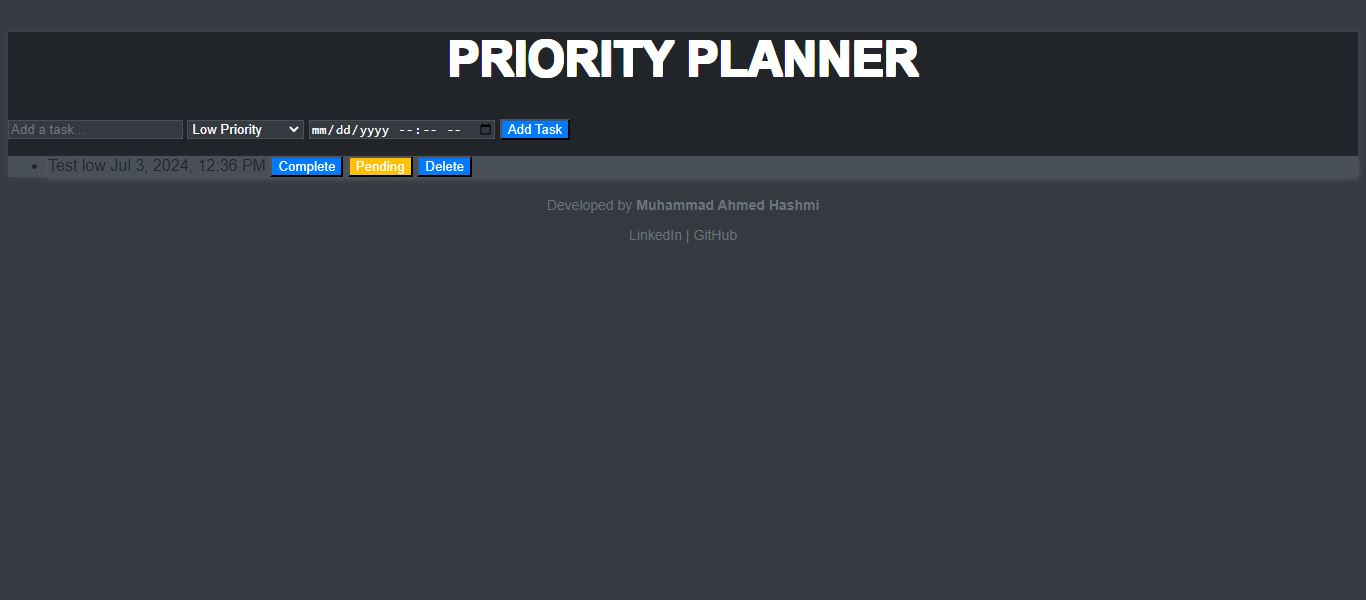 PRIORITY PLANNER
Add a task... Low Priority mm/dd/yyyy --:-- -- Add Task
Test low Jul 3, 2024, 12:36 PM Complete Pending Delete
Developed by Muhammad Ahmed Hashmi
LinkedIn | GitHub